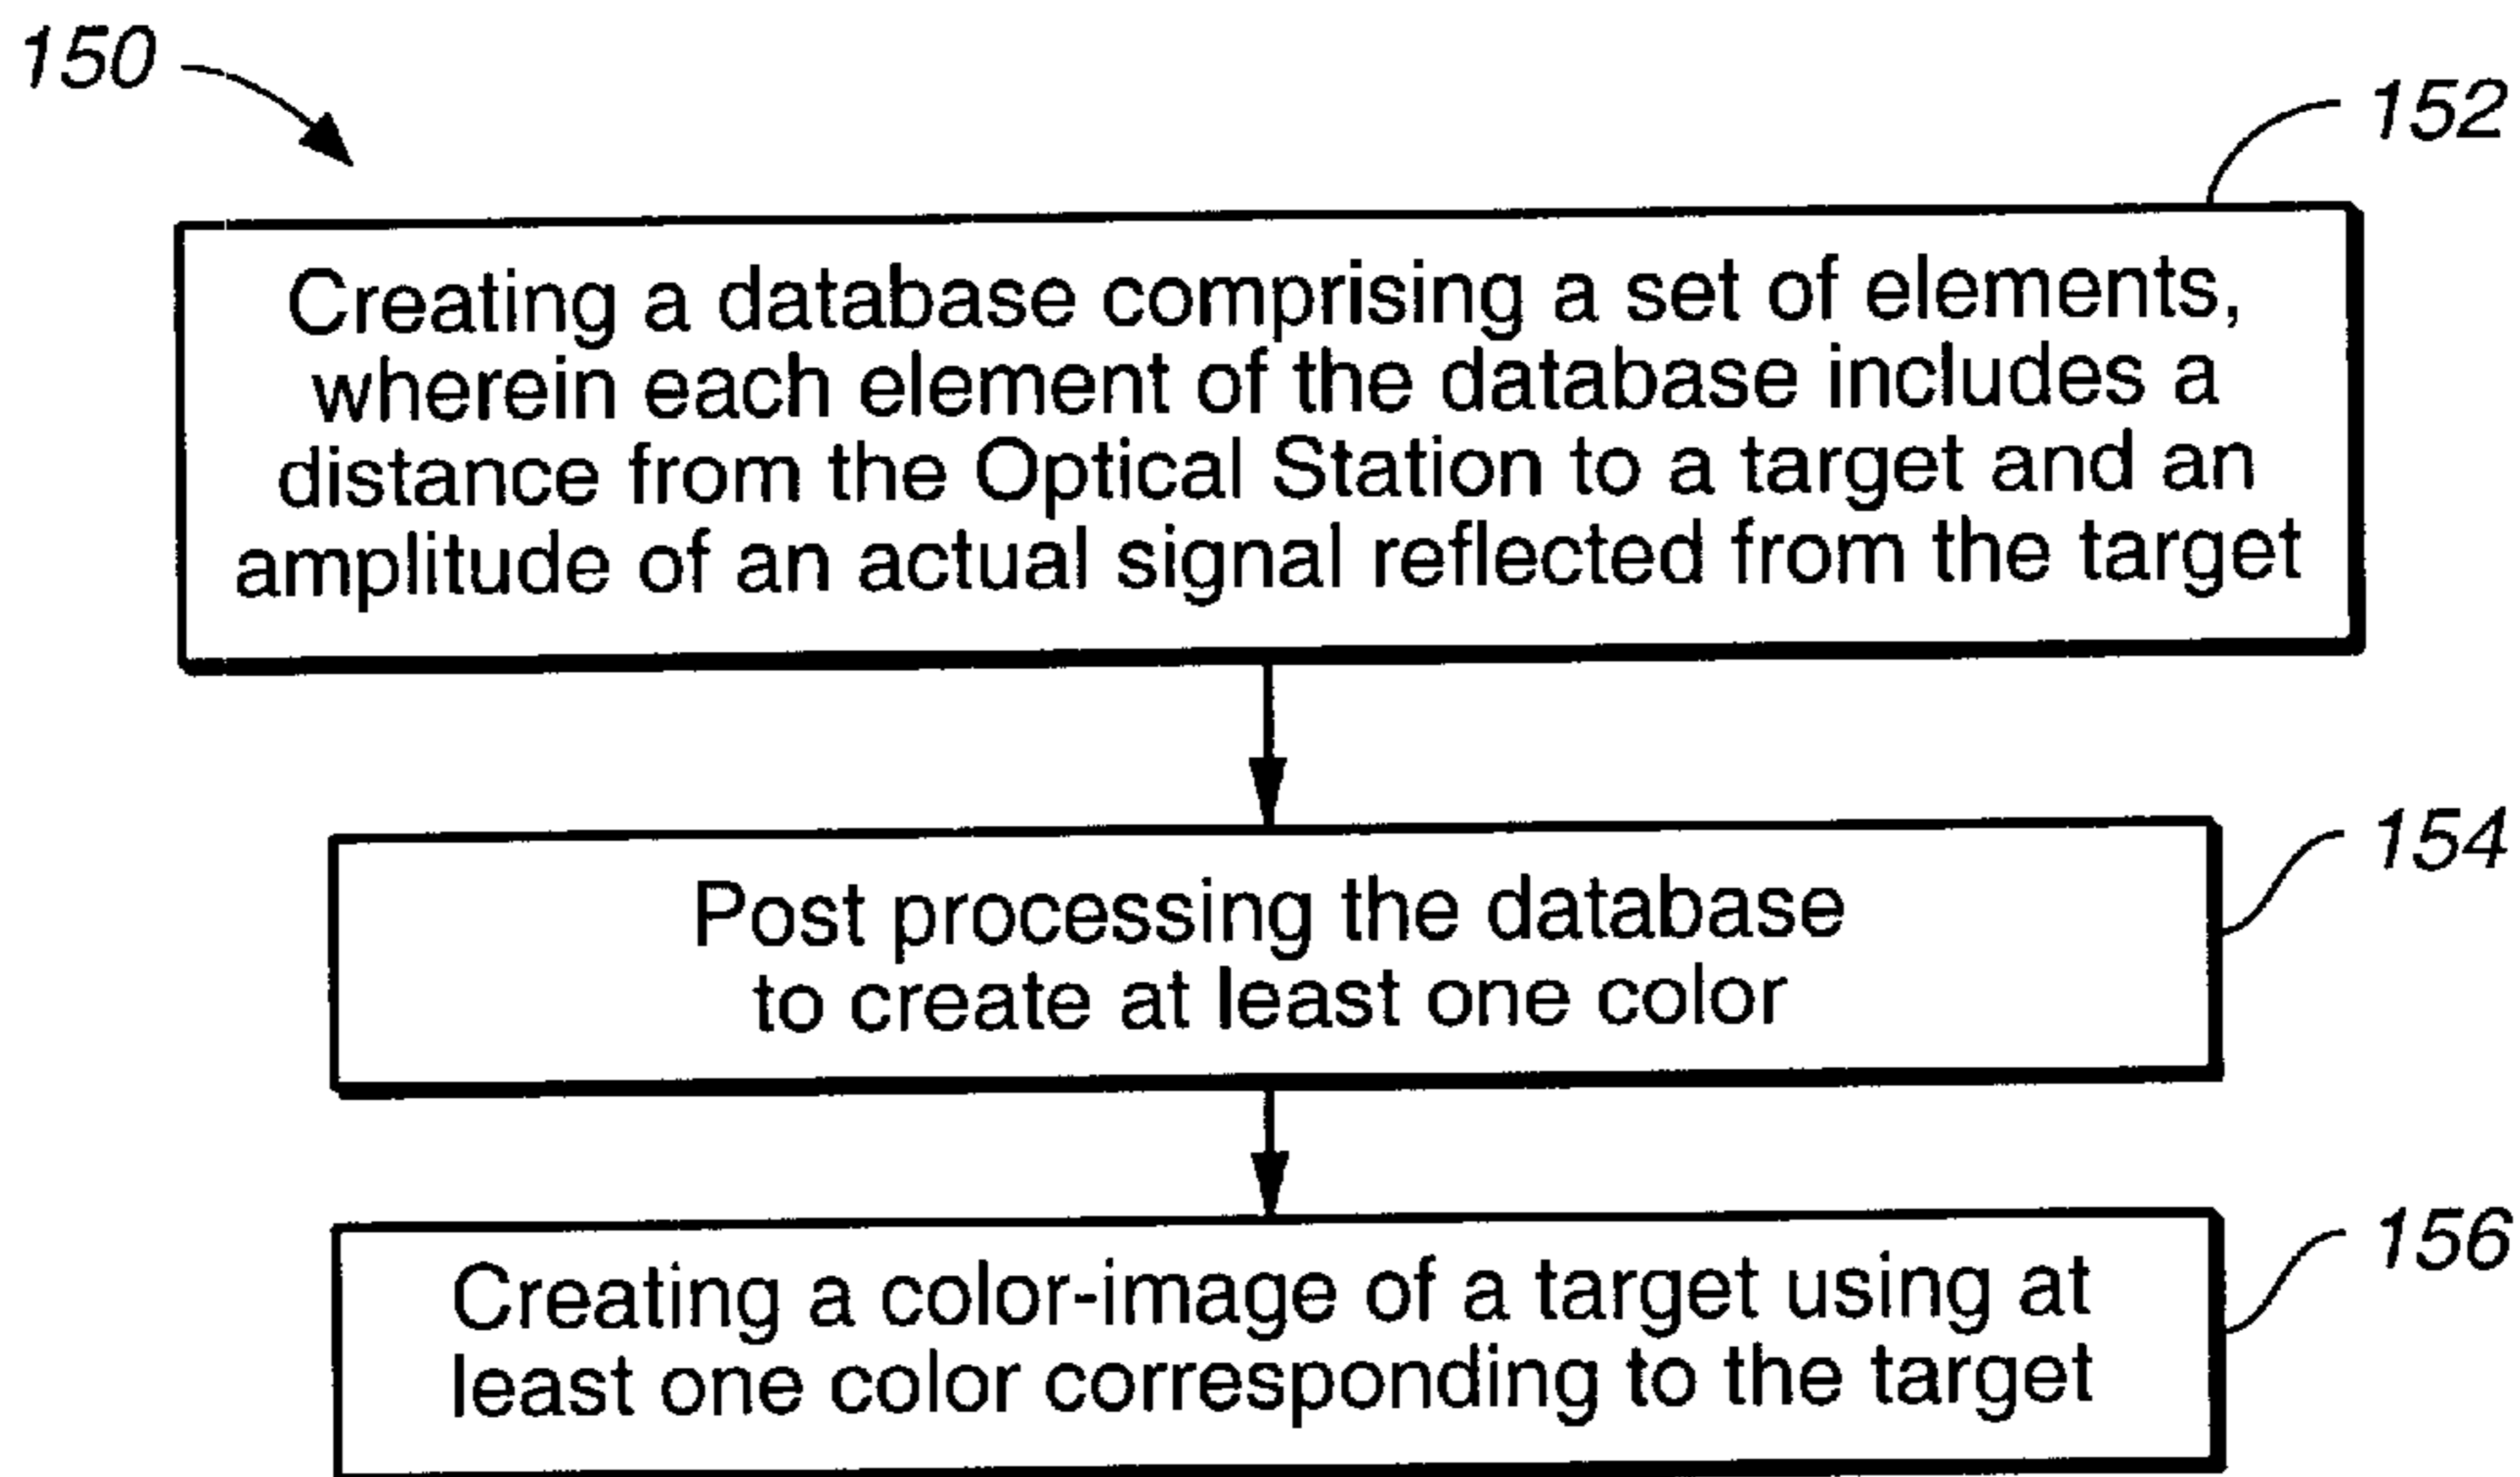 150
152
Creating a database comprising a set of elements,
wherein each element of the database includes a
distance from the Optical Station to a target and an
amplitude of an actual signal reflected from the target
154
Post processing the database
to create at least one color
156
Creating a color-image of a target using at
least one color corresponding to the target